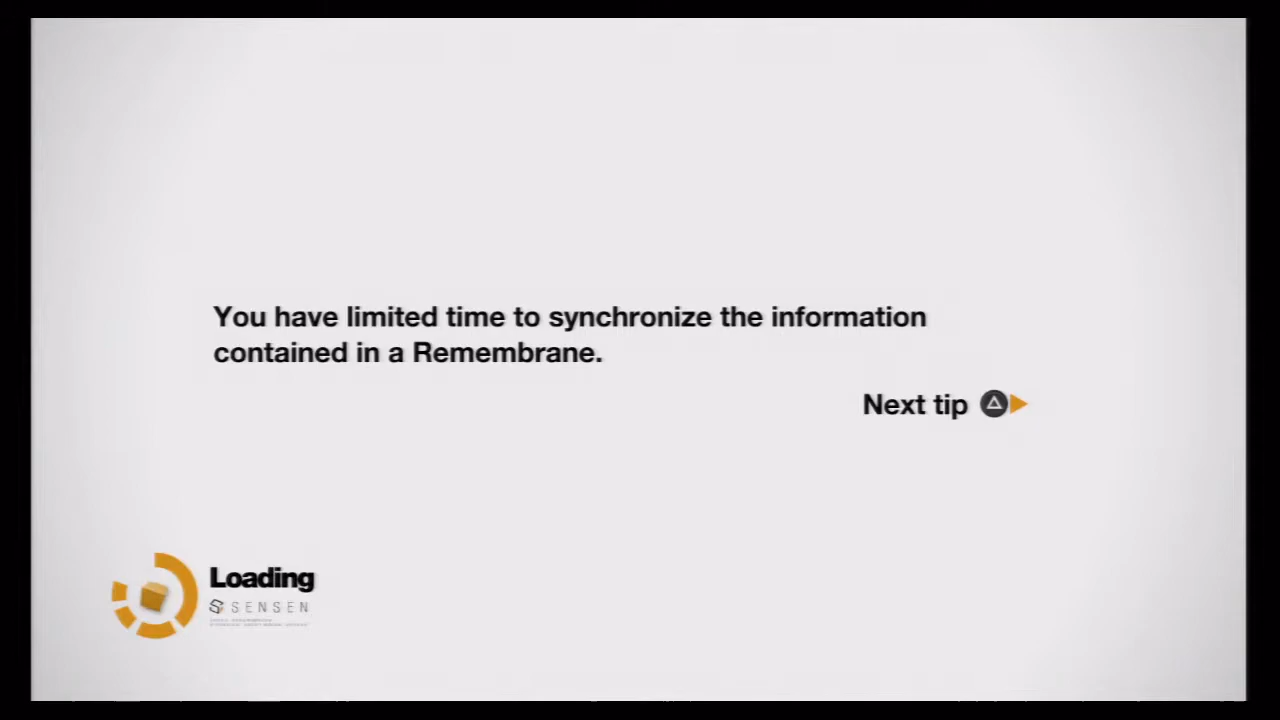 You have limited time to synchronize the information
contained in a Remembrane.
Next tip
Loading
SENSEN